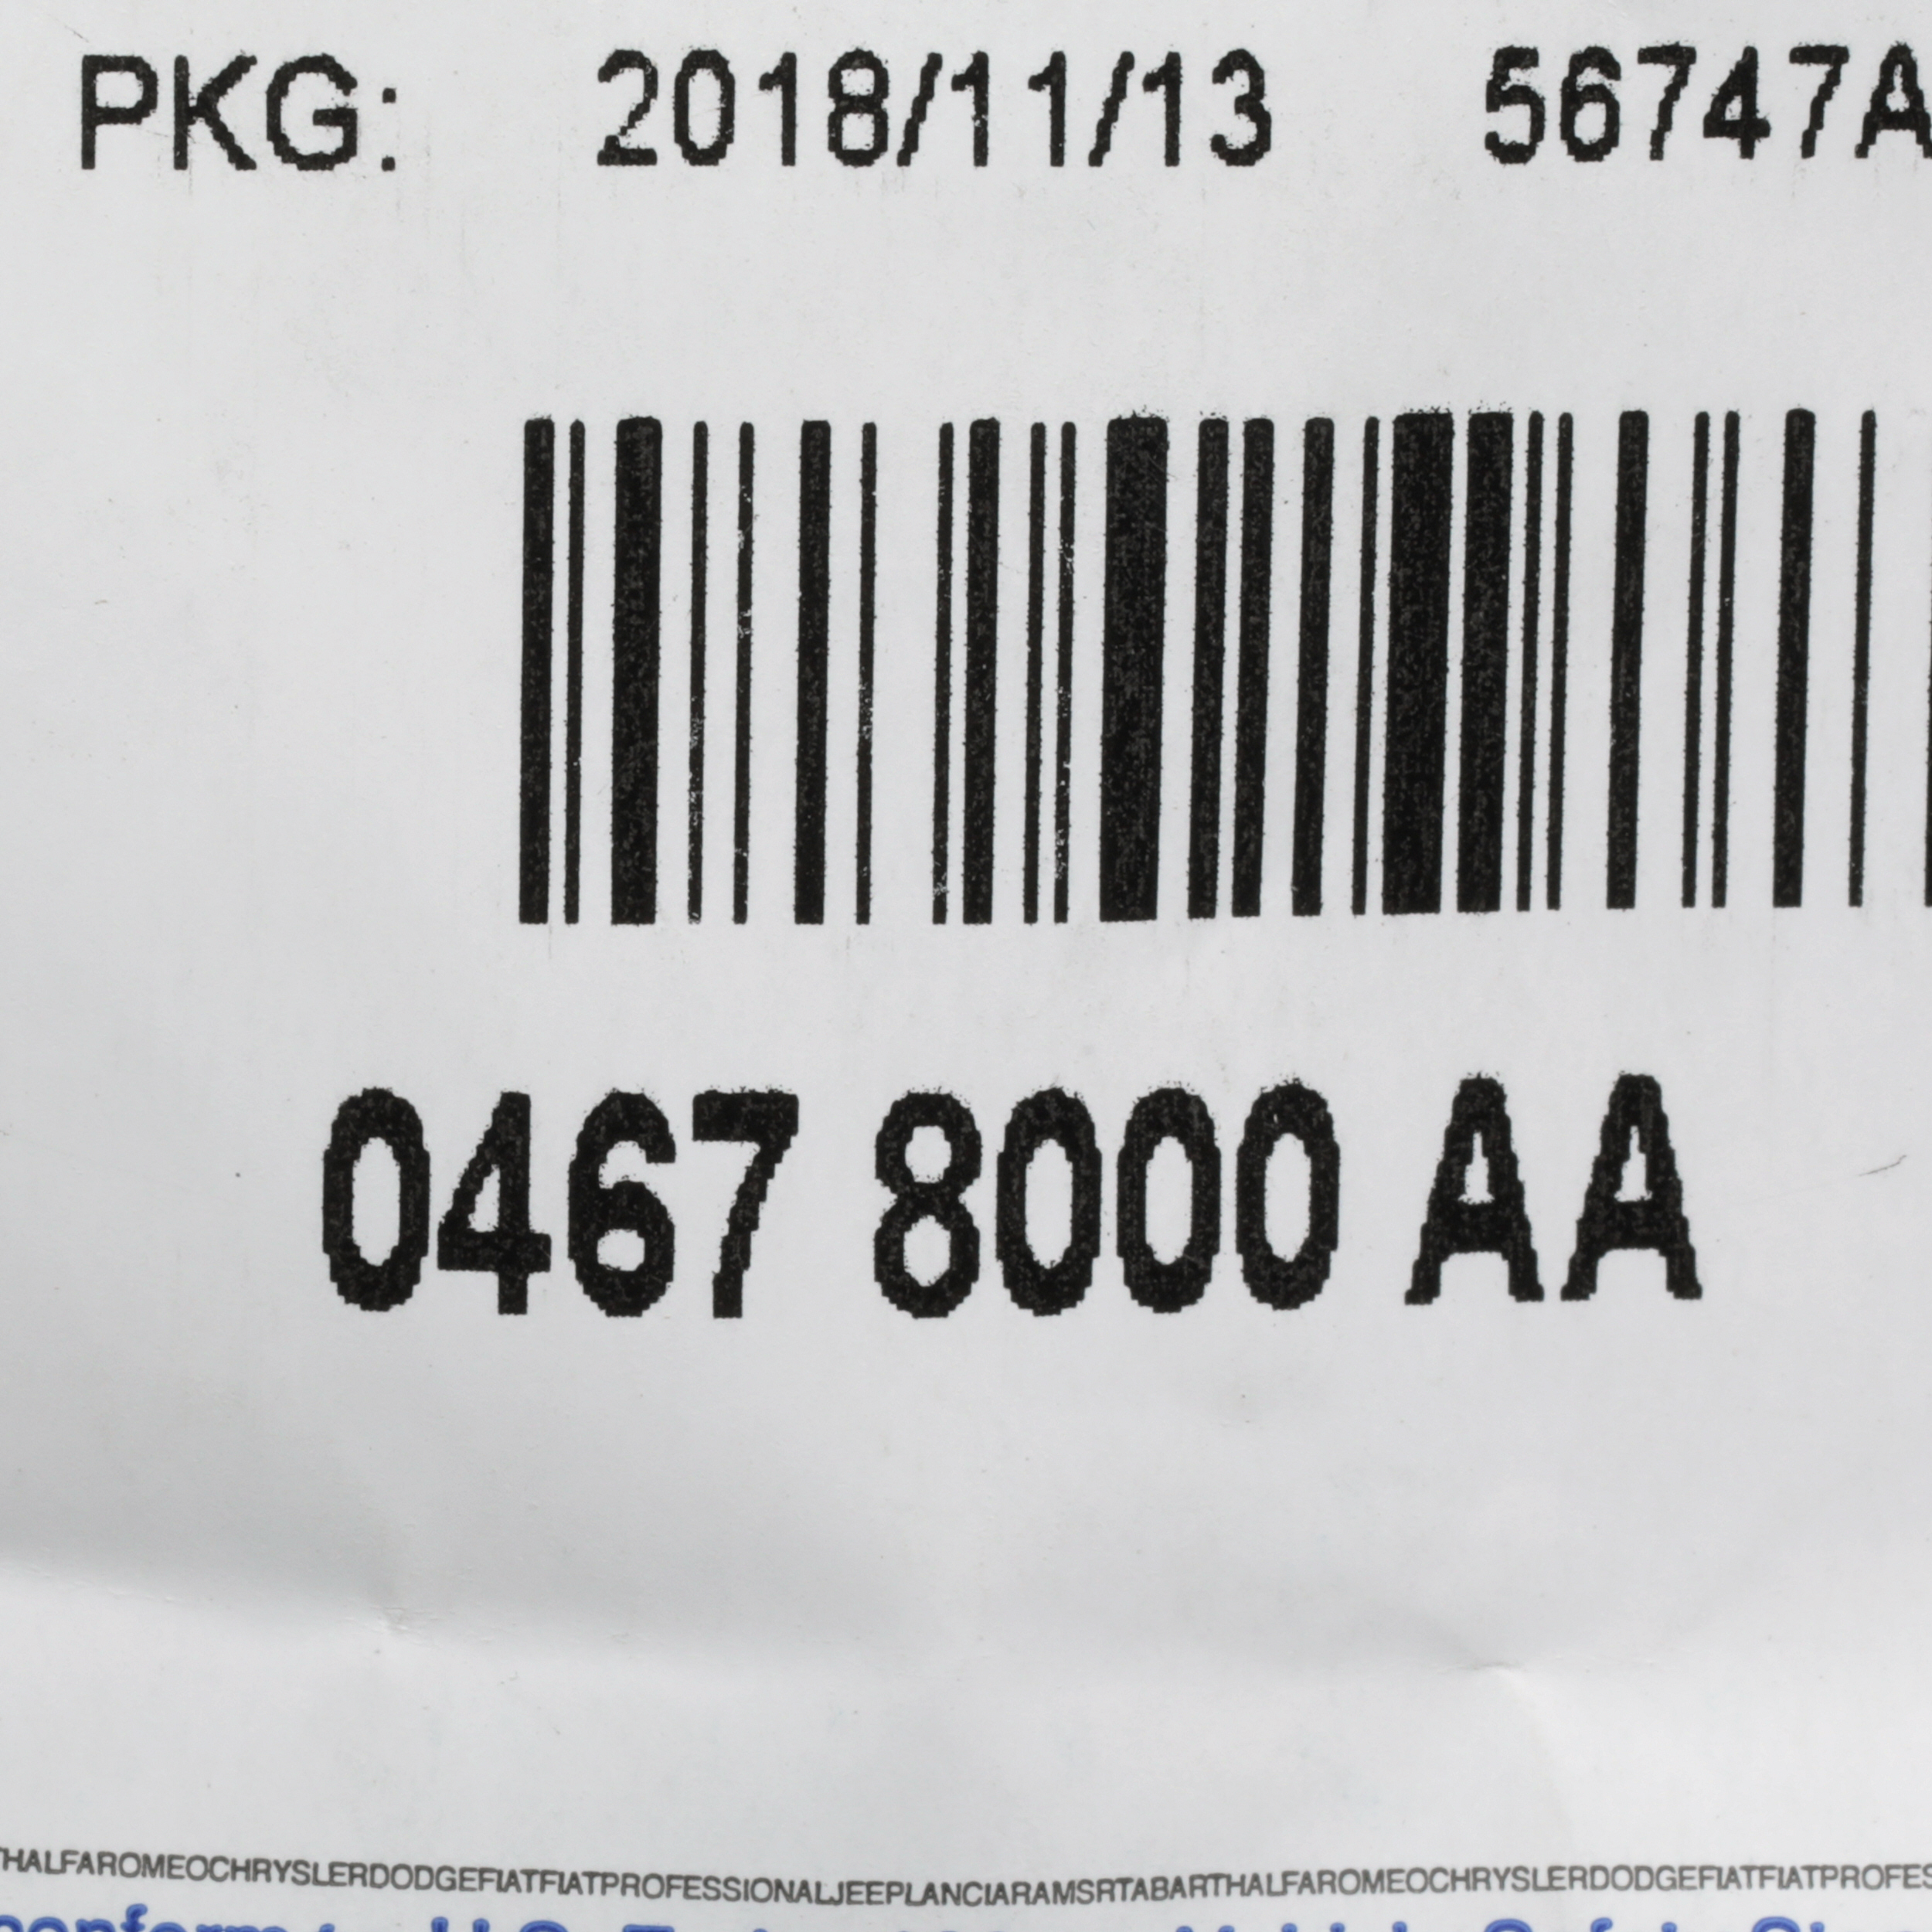 PKG: 2018/11/13 56747A
0467 8000 AA
THALFAROMEOCHRYSLERDODGEFIATFIATPROFESSIONALJEEPLANCIARAMSRTABARTHALFAROMEOCHRYSLERDODGEFIATFIATPROFES